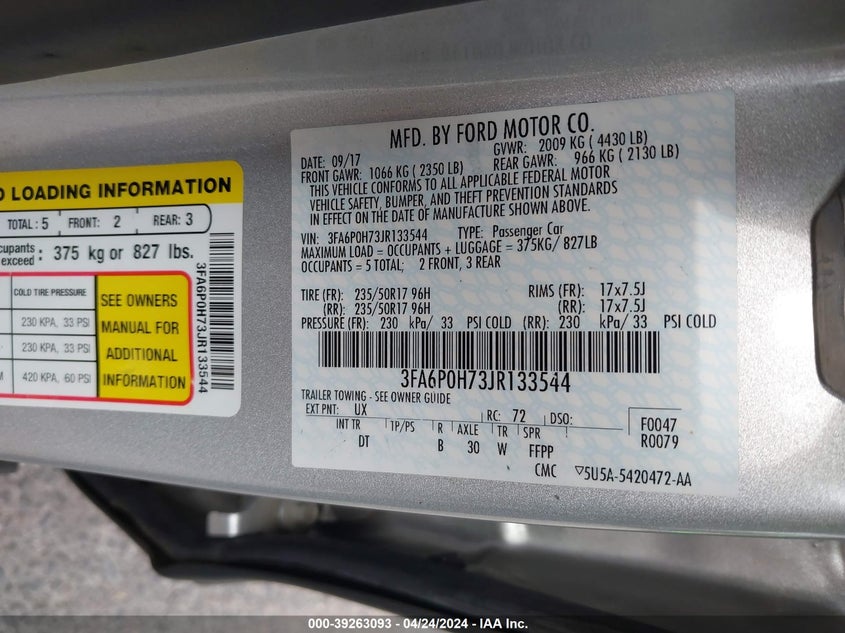 MFD. BY FORD MOTOR CO.
DATE: 09/17 GVWR: 2009 KG ( 4430 LB)
FRONT GAWR: 1066 KG ( 2350 LB) REAR GAWR: 966 KG ( 2130 LB)
THIS VEHICLE CONFORMS TO ALL APPLICABLE FEDERAL MOTOR
VEHICLE SAFETY, BUMPER, AND THEFT PREVENTION STANDARDS
IN EFFECT ON THE DATE OF MANUFACTURE SHOWN ABOVE.
VIN: 3FA6P0H73JR133544 TYPE: Passenger Car
MAXIMUM LOAD = OCCUPANTS + LUGGAGE = 375KG/ 827LB
OCCUPANTS = 5 TOTAL; 2 FRONT, 3 REAR
TIRE (FR): 235/50R17 96H RIMS (FR): 17x7.5J
(RR): 235/50R17 96H (RR): 17x7.5J
PRESSURE (FR): 230 kPa/ 33 PSI COLD (RR): 230 kPa/ 33 PSI COLD
3FA6P0H73JR133544
TRAILER TOWING - SEE OWNER GUIDE
EXT PNT: UX RC: 72 DSO: F0047
INT TR TP/PS R AXLE TR SPR R0079
DT B 30 W FFPP
CMC 5U5A-5420472-AA
LOADING INFORMATION
TOTAL: 5 FRONT: 2 REAR: 3
exceed: 375 kg or 827 lbs.
COLD TIRE PRESSURE
230 KPA, 33 PSI
230 KPA, 33 PSI
420 KPA, 60 PSI
SEE OWNERS
MANUAL FOR
ADDITIONAL
INFORMATION
3FA6P0H73JR133544
000-39263093 - 04/24/2024 - IAA Inc.